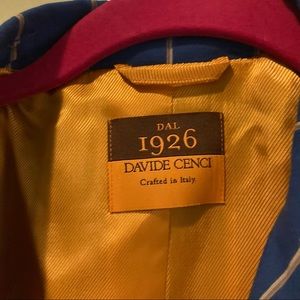 DAL
1926
DAVIDE CENCI
Crafted in Italy.